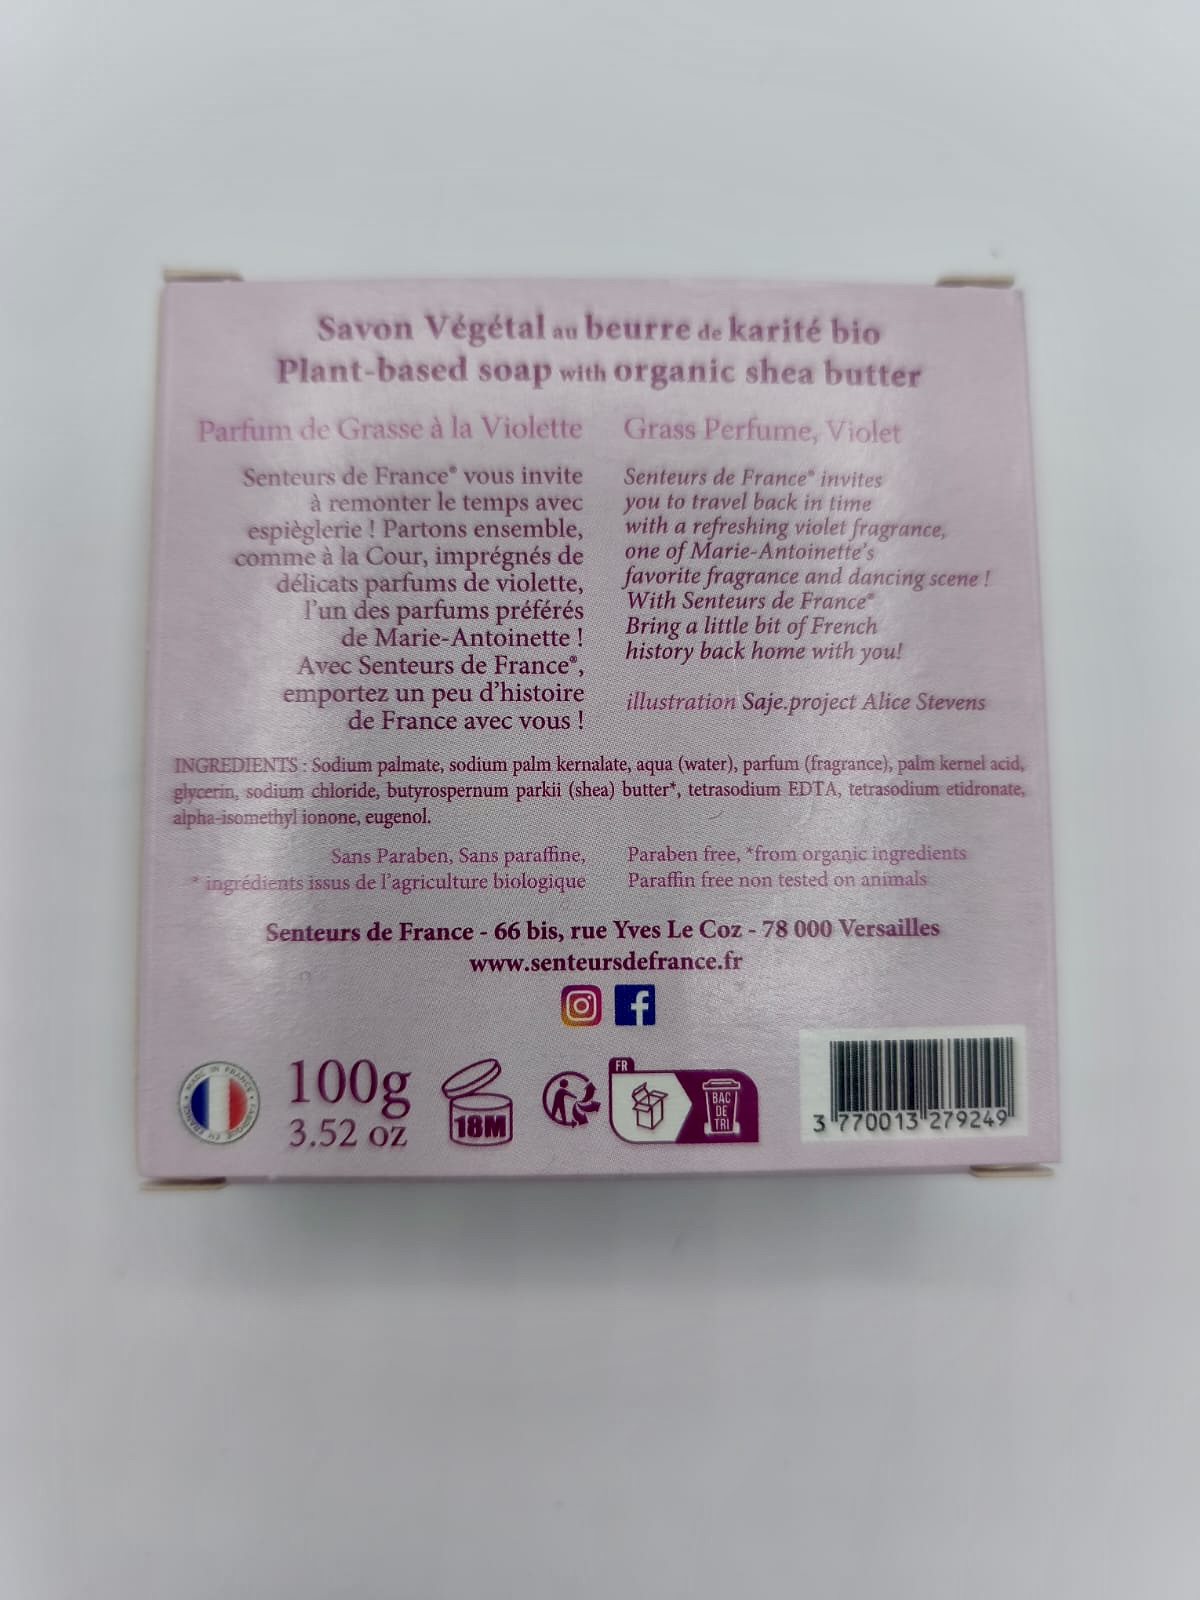 Savon Végétal au beurre de karité bio
Plant-based soap with organic shea butter
Parfum de Grasse à la Violette
Senteurs de France® vous invite
à remonter le temps avec
espièglerie ! Partons ensemble,
comme à la Cour, imprégnés de
délicats parfums de violette,
l'un des parfums préférés
de Marie-Antoinette !
Avec Senteurs de France®,
emportez un peu d'histoire
de France avec vous !
Grass Perfume, Violet
Senteurs de France® invites
you to travel back in time
with a refreshing violet fragrance,
one of Marie-Antoinette's
favorite fragrance and dancing scene !
With Senteurs de France®
Bring a little bit of French
history back home with you!
illustration Saje.project Alice Stevens
INGREDIENTS : Sodium palmate, sodium palm kernalate, aqua (water), parfum (fragrance), palm kernel acid,
glycerin, sodium chloride, butyrospernum parkii (shea) butter*, tetrasodium EDTA, tetrasodium etidronate,
alpha-isomethyl ionone, eugenol.
Sans Paraben, Sans paraffine,
* ingrédients issus de l'agriculture biologique
Paraben free, *from organic ingredients
Paraffin free non tested on animals
Senteurs de France - 66 bis, rue Yves Le Coz - 78 000 Versailles
www.senteursdefrance.fr
MADE IN FRANCE
100g
3.52 oz
18M
FR
BAC
DE
TRI
3 770013 279249